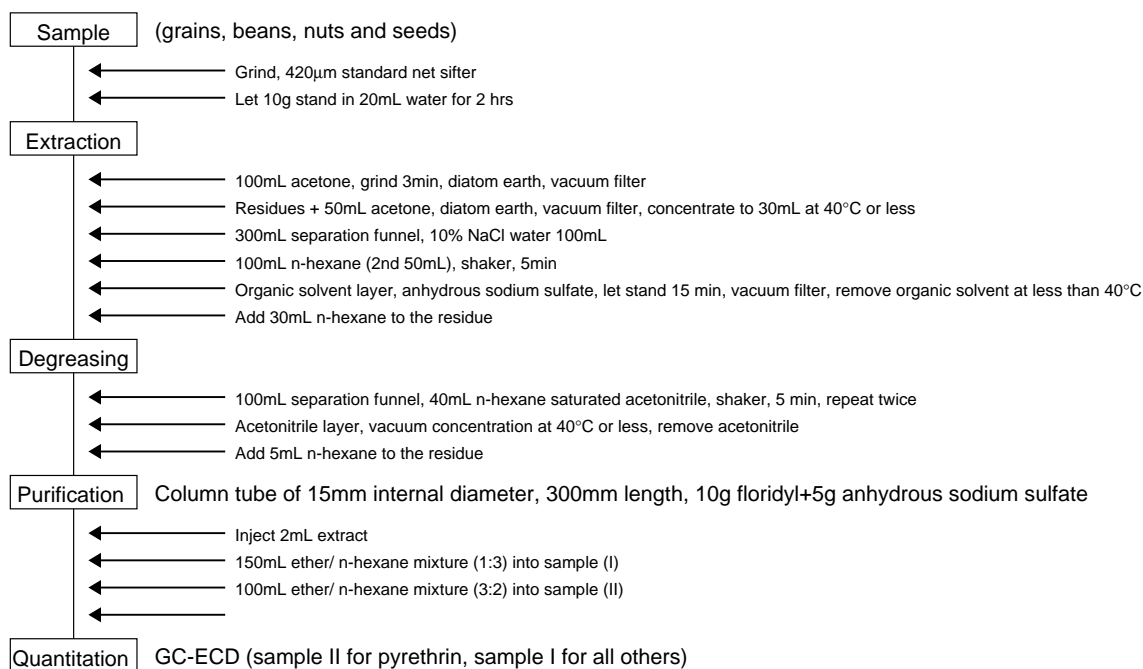 Sample (grains, beans, nuts and seeds)
Grind, 420μm standard net sifter
Let 10g stand in 20mL water for 2 hrs
Extraction
100mL acetone, grind 3min, diatom earth, vacuum filter
Residues + 50mL acetone, diatom earth, vacuum filter, concentrate to 30mL at 40°C or less
300mL separation funnel, 10% NaCl water 100mL
100mL n-hexane (2nd 50mL), shaker, 5min
Organic solvent layer, anhydrous sodium sulfate, let stand 15 min, vacuum filter, remove organic solvent at less than 40°C
Add 30mL n-hexane to the residue
Degreasing
100mL separation funnel, 40mL n-hexane saturated acetonitrile, shaker, 5 min, repeat twice
Acetonitrile layer, vacuum concentration at 40°C or less, remove acetonitrile
Add 5mL n-hexane to the residue
Purification Column tube of 15mm internal diameter, 300mm length, 10g floridyl+5g anhydrous sodium sulfate
Inject 2mL extract
150mL ether/ n-hexane mixture (1:3) into sample (I)
100mL ether/ n-hexane mixture (3:2) into sample (II)
Quantitation GC-ECD (sample II for pyrethrin, sample I for all others)